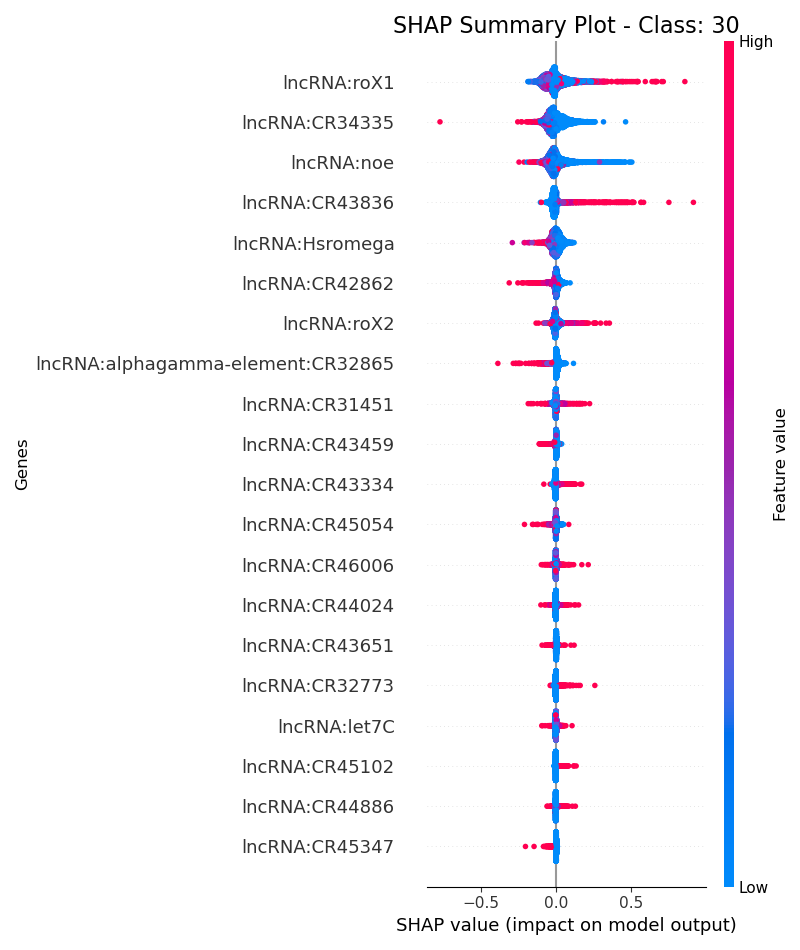 SHAP Summary Plot - Class: 30
High
lncRNA:roX1
lncRNA:CR34335
lncRNA:noe
lncRNA:CR43836
lncRNA:Hsromega
lncRNA:CR42862
lncRNA:roX2
lncRNA:alphagamma-element:CR32865
lncRNA:CR31451
lncRNA:CR43459
lncRNA:CR43334
lncRNA:CR45054
lncRNA:CR46006
lncRNA:CR44024
lncRNA:CR43651
lncRNA:CR32773
lncRNA:let7C
lncRNA:CR45102
lncRNA:CR44886
lncRNA:CR45347
Genes
Feature value
Low
−0.5 0.0 0.5
SHAP value (impact on model output)